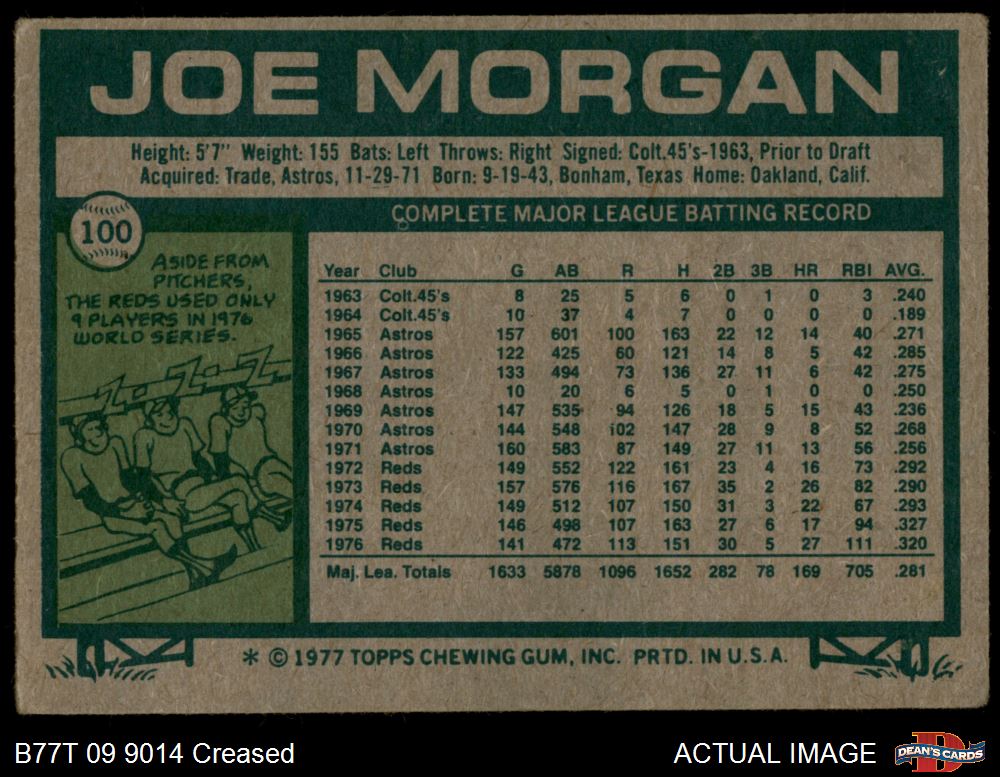 JOE MORGAN
Height: 5'7" Weight: 155 Bats: Left Throws: Right Signed: Colt.45's-1963, Prior to Draft
Acquired: Trade, Astros, 11-29-71 Born: 9-19-43, Bonham, Texas Home: Oakland, Calif.
100
ASIDE FROM
PITCHERS,
THE REDS USED ONLY
9 PLAYERS IN 1976
WORLD SERIES.
COMPLETE MAJOR LEAGUE BATTING RECORD
Year Club G AB R H 2B 3B HR RBI AVG.
1963 Colt.45's 8 25 5 6 0 1 0 3 .240
1964 Colt.45's 10 37 4 7 0 0 0 0 .189
1965 Astros 157 601 100 163 22 12 14 40 .271
1966 Astros 122 425 60 121 14 8 5 42 .285
1967 Astros 133 494 73 136 27 11 6 42 .275
1968 Astros 10 20 6 5 0 1 0 0 .250
1969 Astros 147 535 94 126 18 5 15 43 .236
1970 Astros 144 548 102 147 28 9 8 52 .268
1971 Astros 160 583 87 149 27 11 13 56 .256
1972 Reds 149 552 122 161 23 4 16 73 .292
1973 Reds 157 576 116 167 35 2 26 82 .290
1974 Reds 149 512 107 150 31 3 22 67 .293
1975 Reds 146 498 107 163 27 6 17 94 .327
1976 Reds 141 472 113 151 30 5 27 111 .320
Maj. Lea. Totals 1633 5878 1096 1652 282 78 169 705 .281
* © 1977 TOPPS CHEWING GUM, INC. PRTD. IN U.S.A.
B77T 09 9014 Creased
ACTUAL IMAGE
DEAN'S CARDS